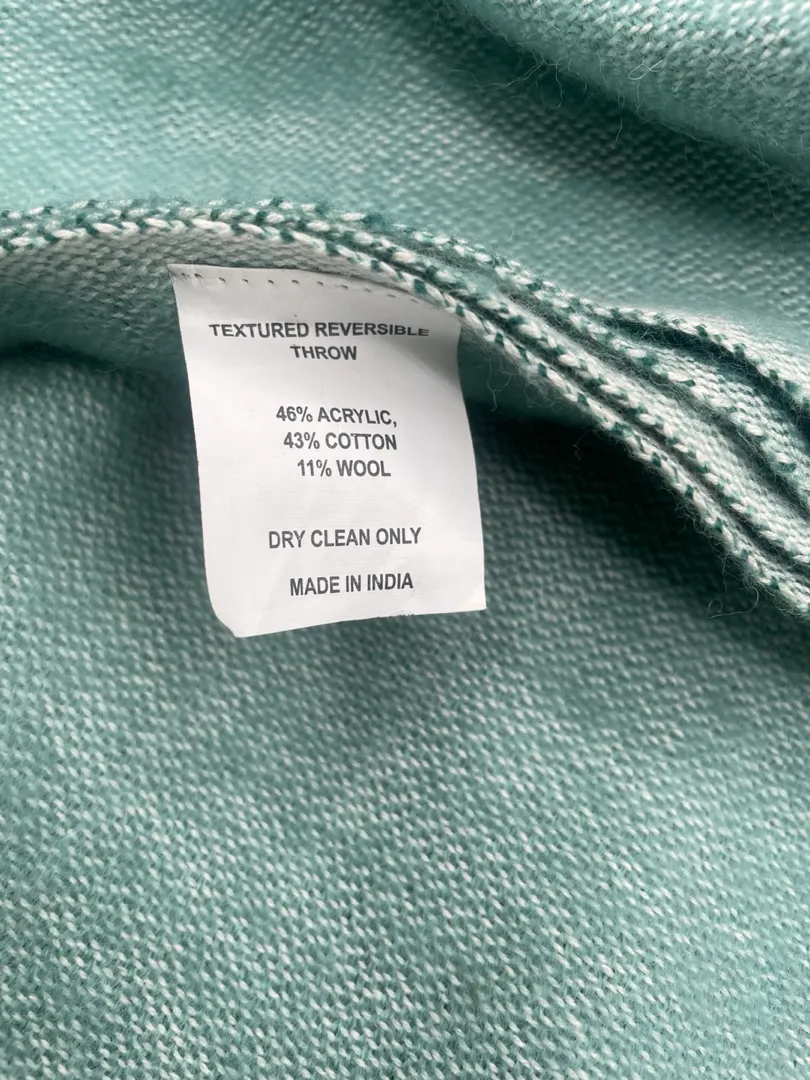 TEXTURED REVERSIBLE
THROW
46% ACRYLIC,
43% COTTON
11% WOOL
DRY CLEAN ONLY
MADE IN INDIA